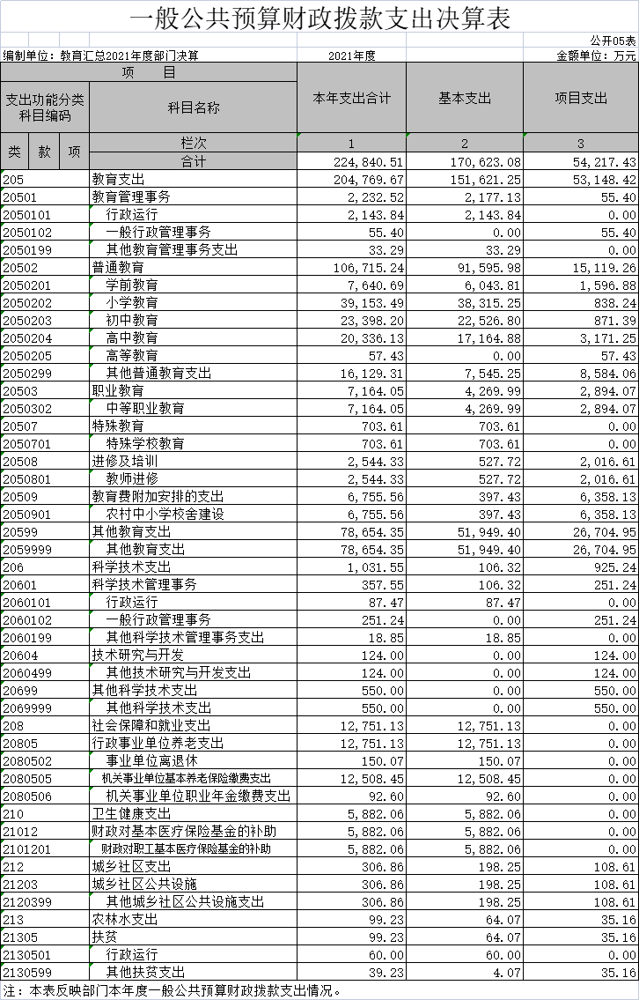 一般公共预算财政拨款支出决算表
公开05表
编制单位：教育汇总2021年度部门决算 2021年度 金额单位：万元
项 目 本年支出合计 基本支出 项目支出
支出功能分类科目编码 科目名称
类 款 项 栏次 1 2 3
合计 224,840.51 170,623.08 54,217.43
205 教育支出 204,769.67 151,621.25 53,148.42
20501 教育管理事务 2,232.52 2,177.13 55.40
2050101 行政运行 2,143.84 2,143.84 0.00
2050102 一般行政管理事务 55.40 0.00 55.40
2050199 其他教育管理事务支出 33.29 33.29 0.00
20502 普通教育 106,715.24 91,595.98 15,119.26
2050201 学前教育 7,640.69 6,043.81 1,596.88
2050202 小学教育 39,153.49 38,315.25 838.24
2050203 初中教育 23,398.20 22,526.80 871.39
2050204 高中教育 20,336.13 17,164.88 3,171.25
2050205 高等教育 57.43 0.00 57.43
2050299 其他普通教育支出 16,129.31 7,545.25 8,584.06
20503 职业教育 7,164.05 4,269.99 2,894.07
2050302 中等职业教育 7,164.05 4,269.99 2,894.07
20507 特殊教育 703.61 703.61 0.00
2050701 特殊学校教育 703.61 703.61 0.00
20508 进修及培训 2,544.33 527.72 2,016.61
2050801 教师进修 2,544.33 527.72 2,016.61
20509 教育费附加安排的支出 6,755.56 397.43 6,358.13
2050901 农村中小学校舍建设 6,755.56 397.43 6,358.13
20599 其他教育支出 78,654.35 51,949.40 26,704.95
2059999 其他教育支出 78,654.35 51,949.40 26,704.95
206 科学技术支出 1,031.55 106.32 925.24
20601 科学技术管理事务 357.55 106.32 251.24
2060101 行政运行 87.47 87.47 0.00
2060102 一般行政管理事务 251.24 0.00 251.24
2060199 其他科学技术管理事务支出 18.85 18.85 0.00
20604 技术研究与开发 124.00 0.00 124.00
2060499 其他技术研究与开发支出 124.00 0.00 124.00
20699 其他科学技术支出 550.00 0.00 550.00
2069999 其他科学技术支出 550.00 0.00 550.00
208 社会保障和就业支出 12,751.13 12,751.13 0.00
20805 行政事业单位养老支出 12,751.13 12,751.13 0.00
2080502 事业单位离退休 150.07 150.07 0.00
2080505 机关事业单位基本养老保险缴费支出 12,508.45 12,508.45 0.00
2080506 机关事业单位职业年金缴费支出 92.60 92.60 0.00
210 卫生健康支出 5,882.06 5,882.06 0.00
21012 财政对基本医疗保险基金的补助 5,882.06 5,882.06 0.00
2101201 财政对职工基本医疗保险基金的补助 5,882.06 5,882.06 0.00
212 城乡社区支出 306.86 198.25 108.61
21203 城乡社区公共设施 306.86 198.25 108.61
2120399 其他城乡社区公共设施支出 306.86 198.25 108.61
213 农林水支出 99.23 64.07 35.16
21305 扶贫 99.23 64.07 35.16
2130501 行政运行 60.00 60.00 0.00
2130599 其他扶贫支出 39.23 4.07 35.16
注：本表反映部门本年度一般公共预算财政拨款支出情况。